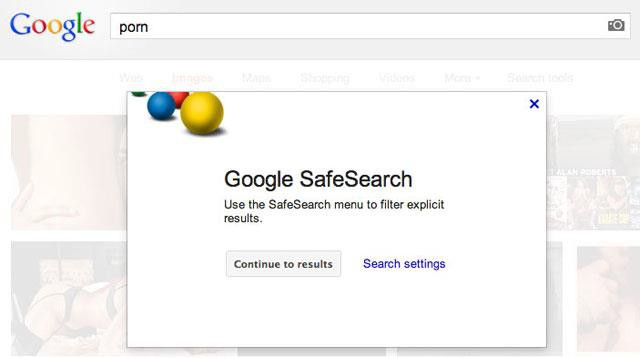 Google
porn
Web Images Maps Shopping Videos More Search tools
ALAN ROBERTS
Google SafeSearch
Use the SafeSearch menu to filter explicit
results.
Continue to results
Search settings